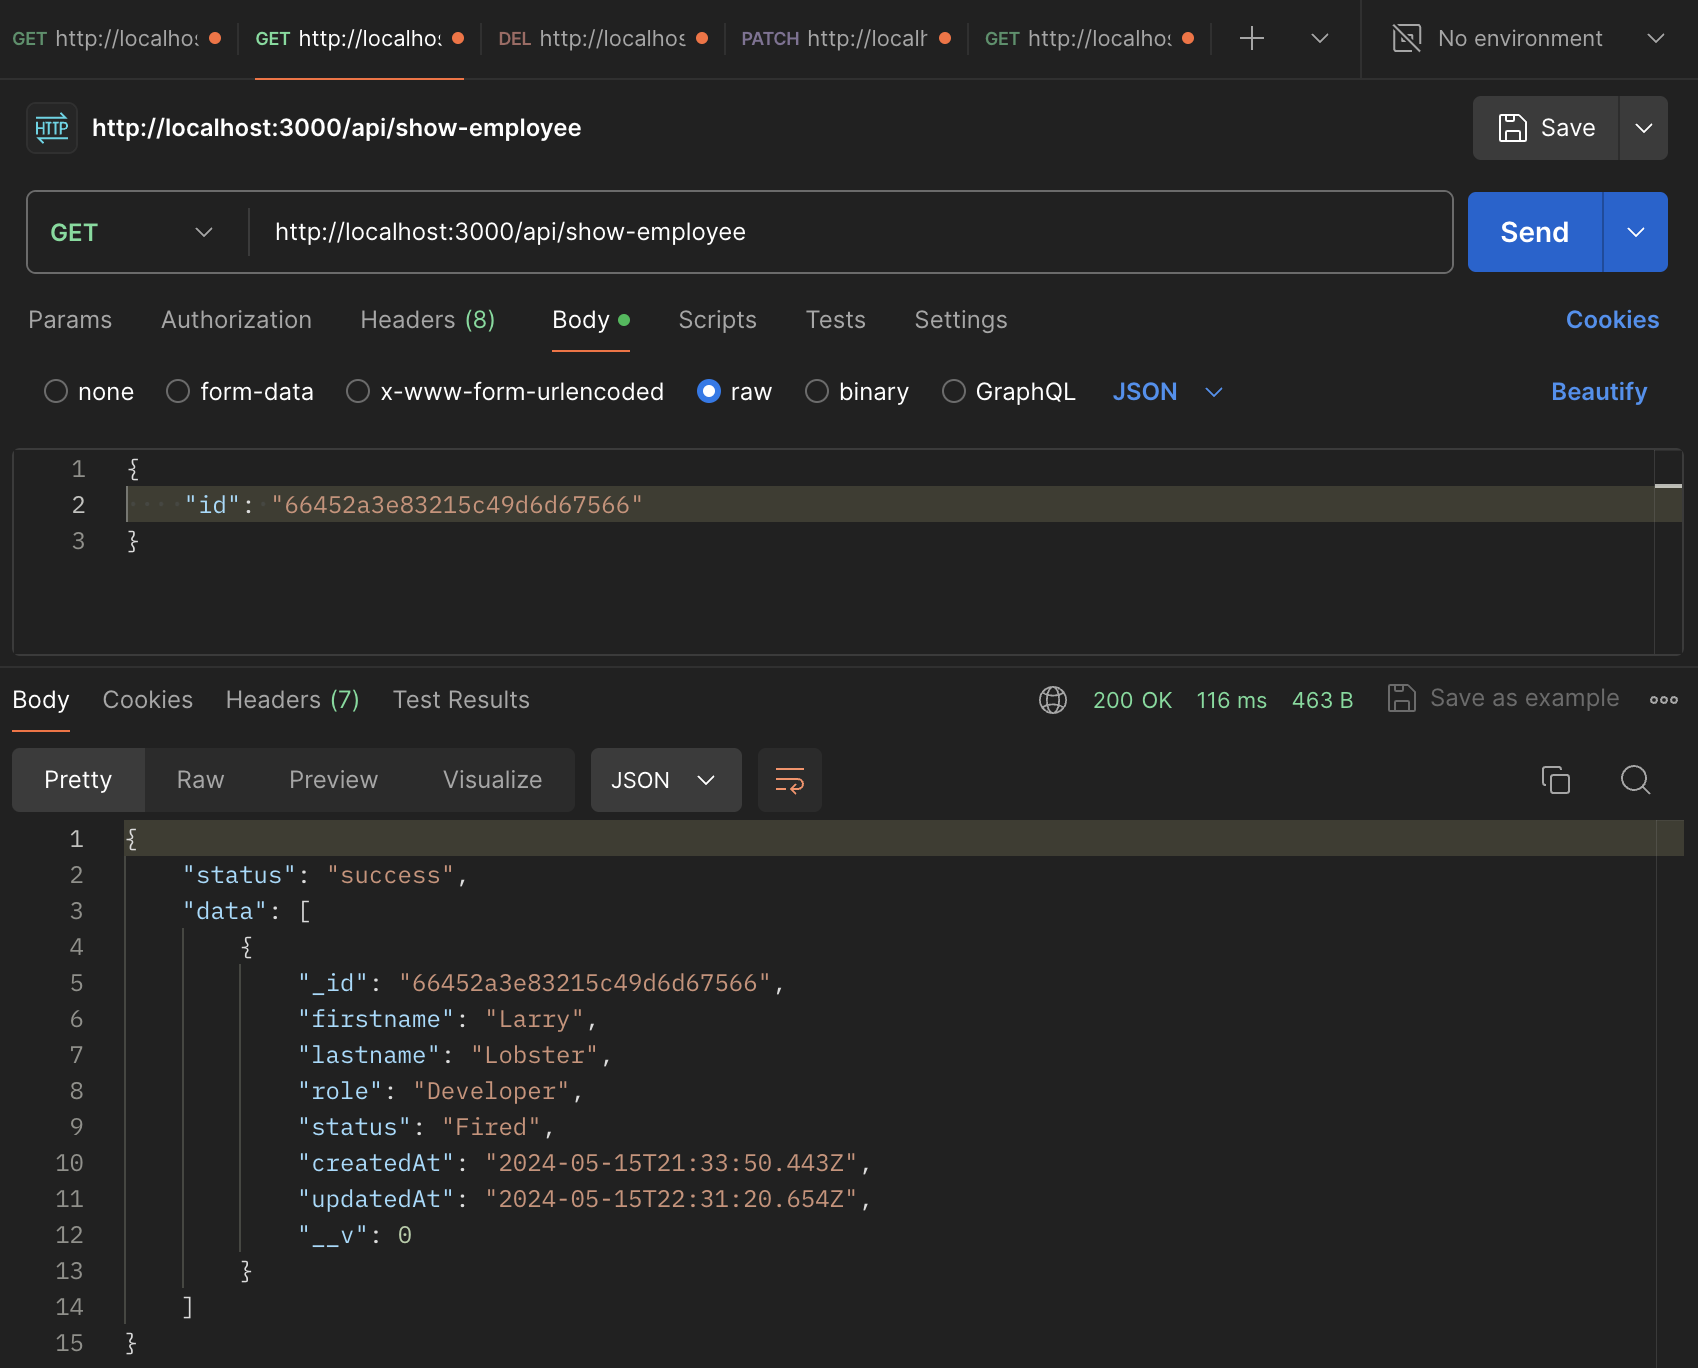 GET http://localhos GET http://localhos DEL http://localhos PATCH http://localh GET http://localhos No environment
HTTP http://localhost:3000/api/show-employee Save
GET http://localhost:3000/api/show-employee Send
Params Authorization Headers (8) Body Scripts Tests Settings Cookies
none form-data x-www-form-urlencoded raw binary GraphQL JSON Beautify
1 {
2 "id": "66452a3e83215c49d6d67566"
3 }
Body Cookies Headers (7) Test Results 200 OK 116 ms 463 B Save as example
Pretty Raw Preview Visualize JSON
1 {
2 "status": "success",
3 "data": [
4 {
5 "_id": "66452a3e83215c49d6d67566",
6 "firstname": "Larry",
7 "lastname": "Lobster",
8 "role": "Developer",
9 "status": "Fired",
10 "createdAt": "2024-05-15T21:33:50.443Z",
11 "updatedAt": "2024-05-15T22:31:20.654Z",
12 "__v": 0
13 }
14 ]
15 }